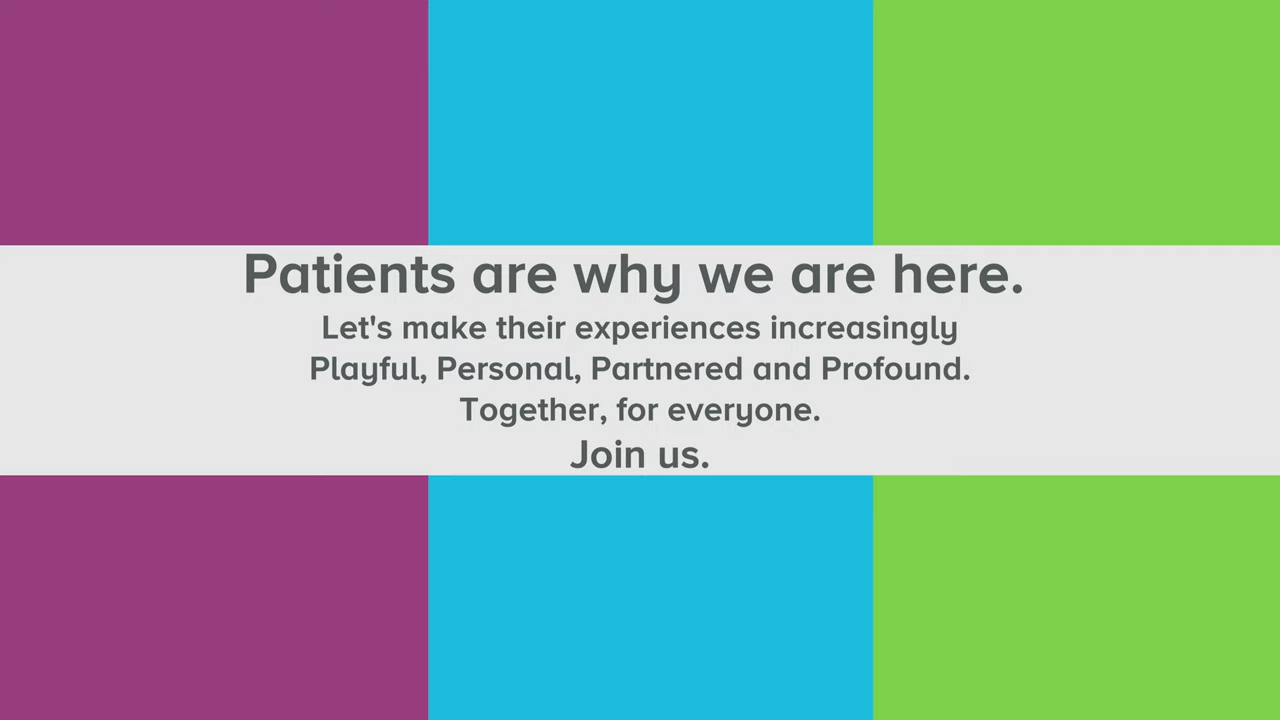 Patients are why we are here.
Let's make their experiences increasingly
Playful, Personal, Partnered and Profound.
Together, for everyone.
Join us.